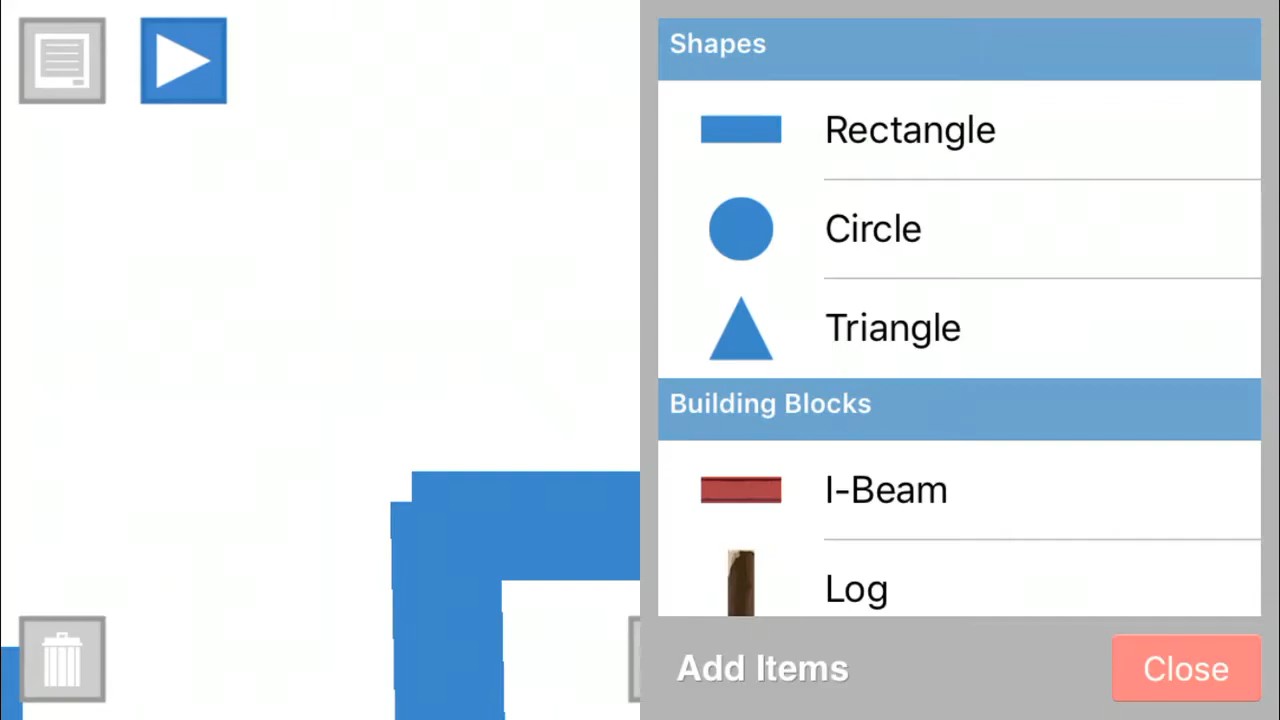 Shapes
Rectangle
Circle
Triangle
Building Blocks
I-Beam
Log
Add Items
Close